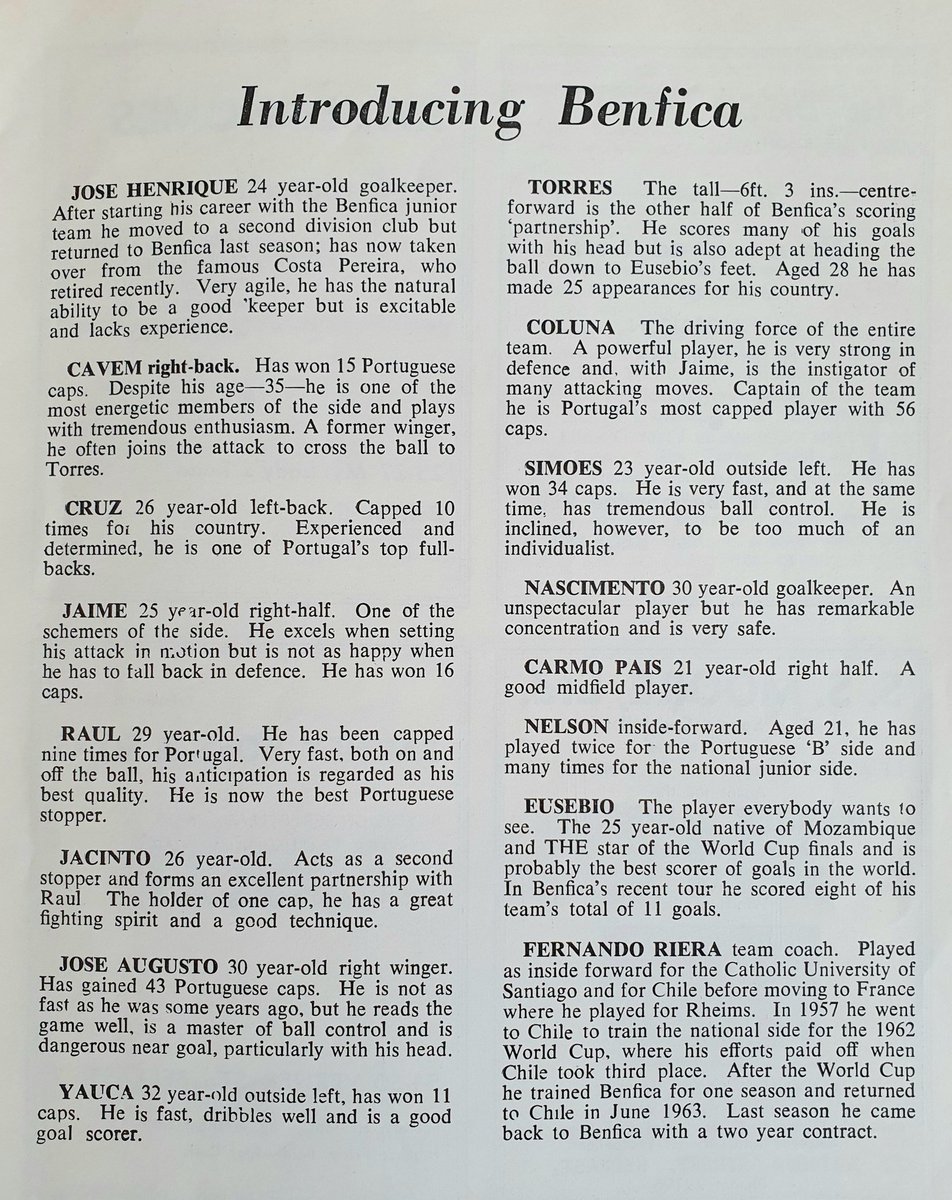 Introducing Benfica
JOSE HENRIQUE 24 year-old goalkeeper.
After starting his career with the Benfica junior
team he moved to a second division club but
returned to Benfica last season; has now taken
over from the famous Costa Pereira, who
retired recently. Very agile, he has the natural
ability to be a good 'keeper but is excitable
and lacks experience.
CAVEM right-back. Has won 15 Portuguese
caps. Despite his age—35—he is one of the
most energetic members of the side and plays
with tremendous enthusiasm. A former winger,
he often joins the attack to cross the ball to
Torres.
CRUZ 26 year-old left-back. Capped 10
times for his country. Experienced and
determined, he is one of Portugal's top full-
backs.
JAIME 25 year-old right-half. One of the
schemers of the side. He excels when setting
his attack in motion but is not as happy when
he has to fall back in defence. He has won 16
caps.
RAUL 29 year-old. He has been capped
nine times for Portugal. Very fast, both on and
off the ball, his anticipation is regarded as his
best quality. He is now the best Portuguese
stopper.
JACINTO 26 year-old. Acts as a second
stopper and forms an excellent partnership with
Raul The holder of one cap, he has a great
fighting spirit and a good technique.
JOSE AUGUSTO 30 year-old right winger.
Has gained 43 Portuguese caps. He is not as
fast as he was some years ago, but he reads the
game well, is a master of ball control and is
dangerous near goal, particularly with his head.
YAUCA 32 year-old outside left, has won 11
caps. He is fast, dribbles well and is a good
goal scorer.
TORRES The tall—6ft. 3 ins.—centre-
forward is the other half of Benfica's scoring
'partnership'. He scores many of his goals
with his head but is also adept at heading the
ball down to Eusebio's feet. Aged 28 he has
made 25 appearances for his country.
COLUNA The driving force of the entire
team. A powerful player, he is very strong in
defence and, with Jaime, is the instigator of
many attacking moves. Captain of the team
he is Portugal's most capped player with 56
caps.
SIMOES 23 year-old outside left. He has
won 34 caps. He is very fast, and at the same
time, has tremendous ball control. He is
inclined, however, to be too much of an
individualist.
NASCIMENTO 30 year-old goalkeeper. An
unspectacular player but he has remarkable
concentration and is very safe.
CARMO PAIS 21 year-old right half. A
good midfield player.
NELSON inside-forward. Aged 21, he has
played twice for the Portuguese 'B' side and
many times for the national junior side.
EUSEBIO The player everybody wants to
see. The 25 year-old native of Mozambique
and THE star of the World Cup finals and is
probably the best scorer of goals in the world.
In Benfica's recent tour he scored eight of his
team's total of 11 goals.
FERNANDO RIERA team coach. Played
as inside forward for the Catholic University of
Santiago and for Chile before moving to France
where he played for Rheims. In 1957 he went
to Chile to train the national side for the 1962
World Cup, where his efforts paid off when
Chile took third place. After the World Cup
he trained Benfica for one season and returned
to Chile in June 1963. Last season he came
back to Benfica with a two year contract.